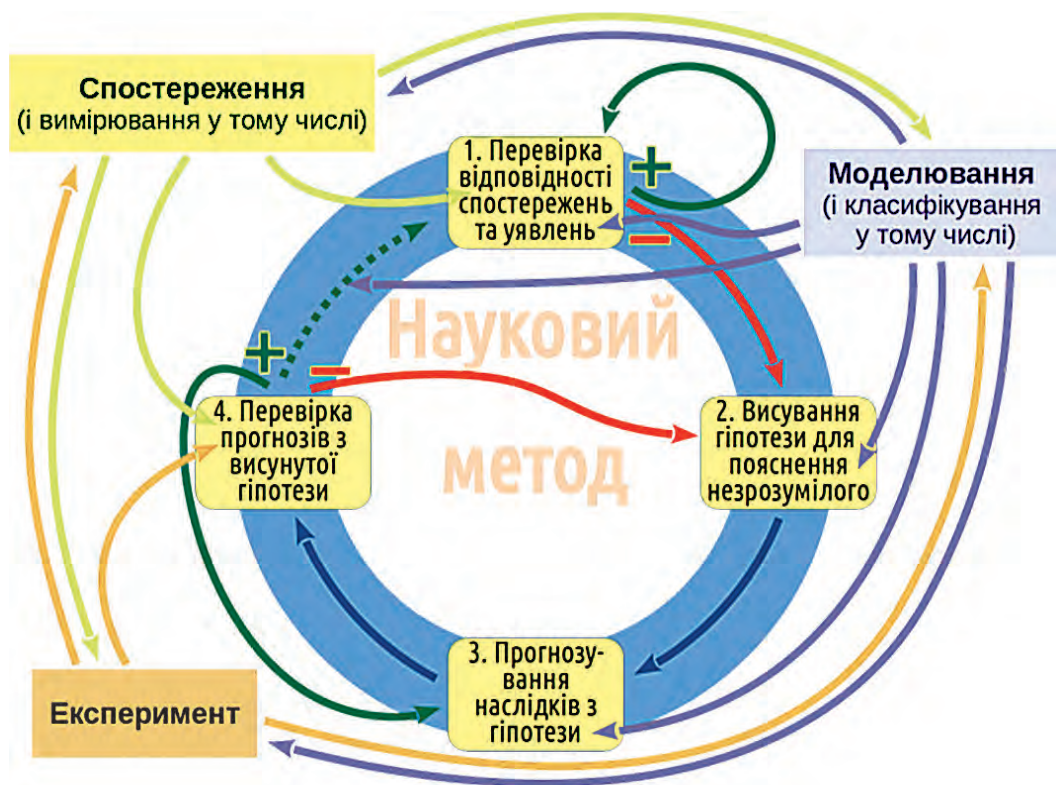 Спостереження
(і вимірювання у тому числі)
1. Перевірка
відповідності
спостережень
та уявлень
+
−
Моделювання
(і класифікування
у тому числі)
Науковий
метод
+
−
4. Перевірка
прогнозів з
висунутої
гіпотези
2. Висування
гіпотези для
пояснення
незрозумілого
3. Прогнозу-
вання
наслідків з
гіпотези
Експеримент